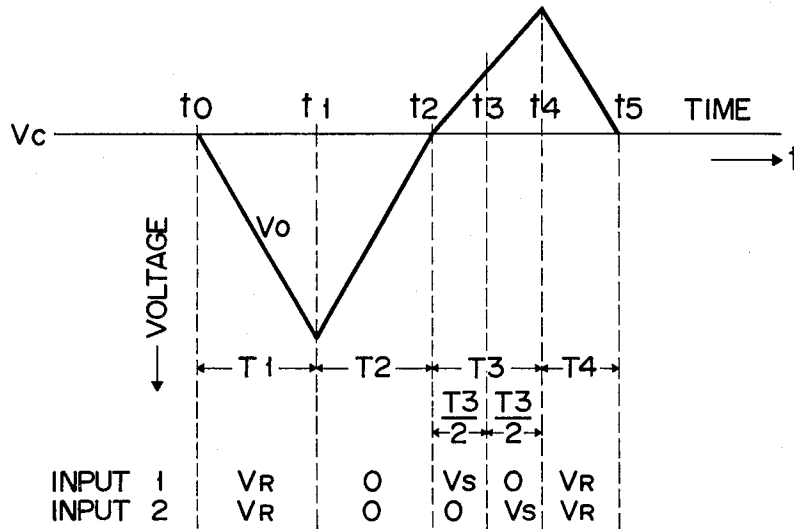 t0 t1 t2 t3 t4 t5 TIME
Vc
t
Vo
VOLTAGE
T1 T2 T3 T4
T3/2 T3/2
INPUT 1 VR 0 Vs 0 VR
INPUT 2 VR 0 0 Vs VR